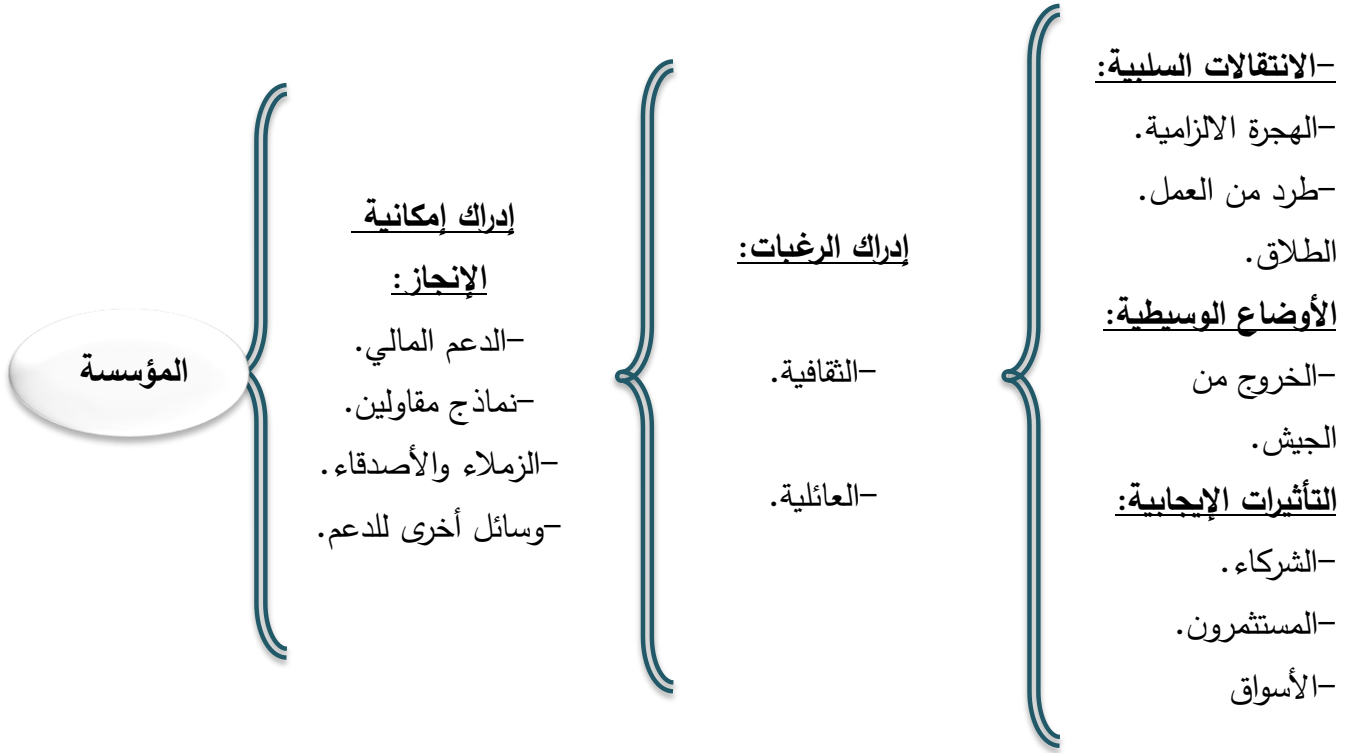 –الانتقالات السلبية:
–الهجرة الالزامية.
–طرد من العمل.
الطلاق.
الأوضاع الوسيطية:
–الخروج من
الجيش.
التأثيرات الإيجابية:
–الشركاء.
–المستثمرون.
–الأسواق
إدراك الرغبات:
–الثقافية.
–العائلية.
إدراك إمكانية
الإنجاز:
–الدعم المالي.
–نماذج مقاولين.
–الزملاء والأصدقاء.
–وسائل أخرى للدعم.
المؤسسة